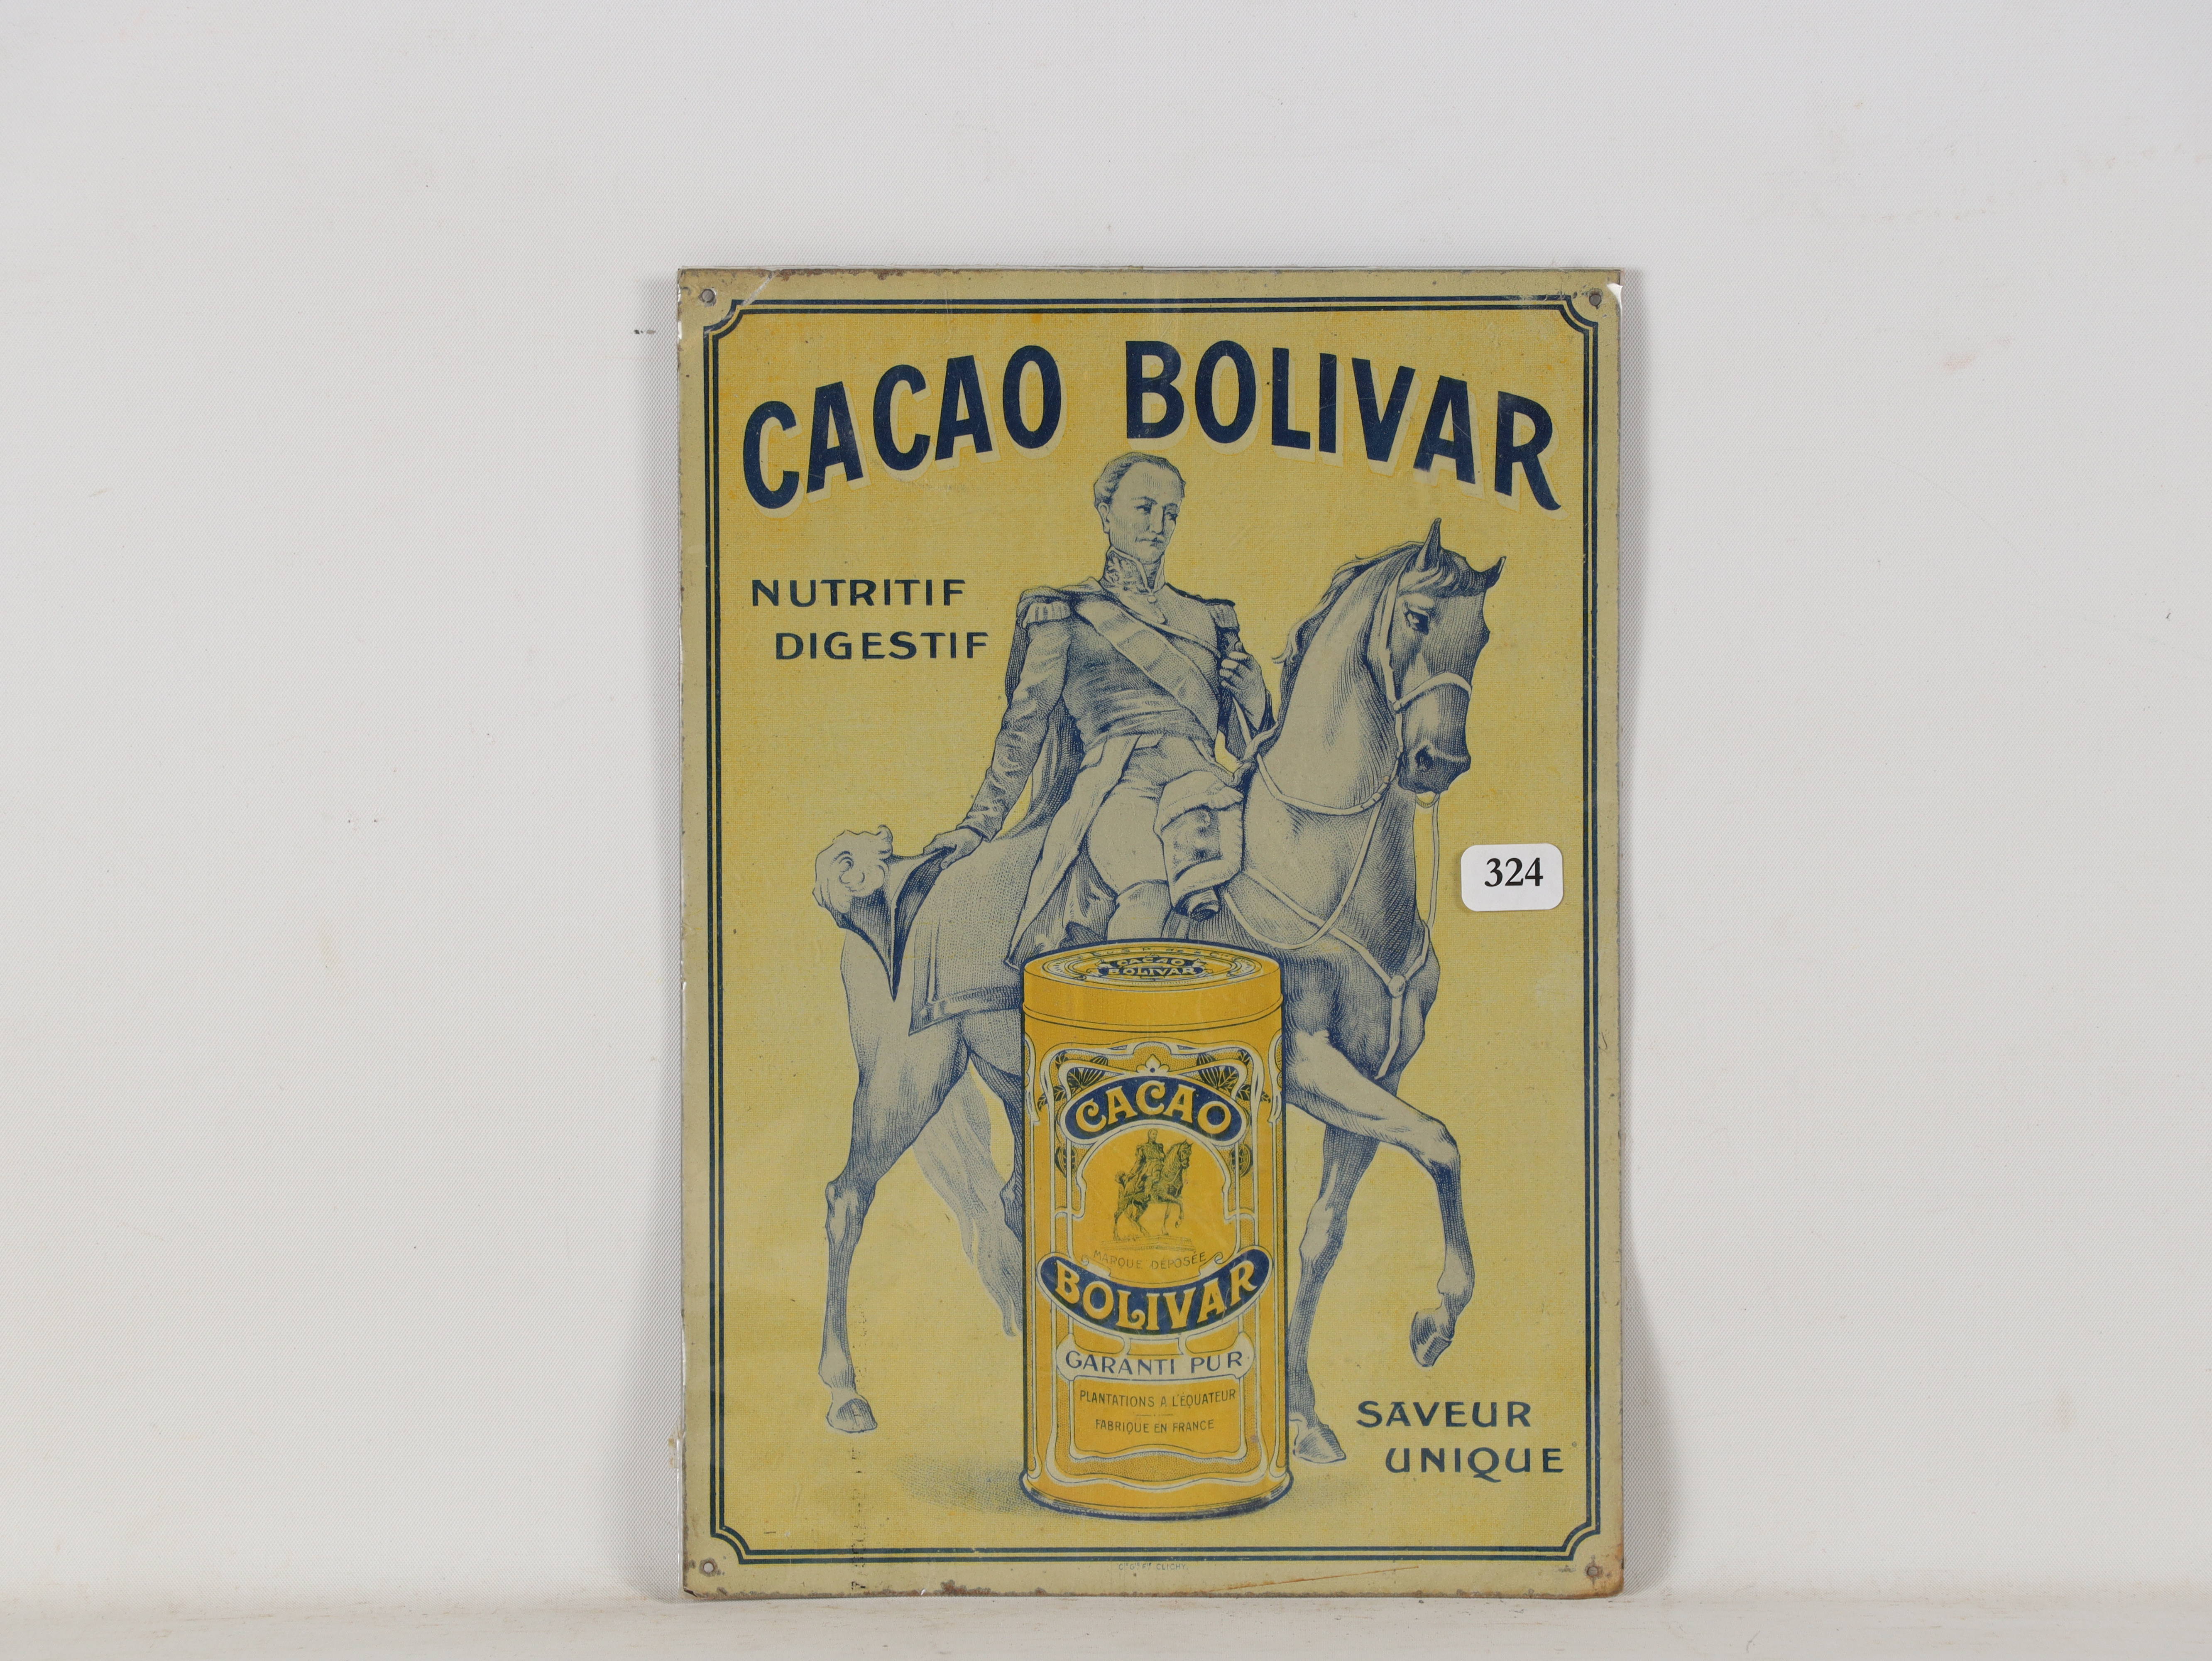 CACAO BOLIVAR
NUTRITIF
DIGESTIF
324
CACAO
BOLIVAR
CACAO
MARQUE DÉPOSÉE
BOLIVAR
GARANTI PUR
PLANTATIONS A L'ÉQUATEUR
FABRIQUE EN FRANCE
SAVEUR
UNIQUE